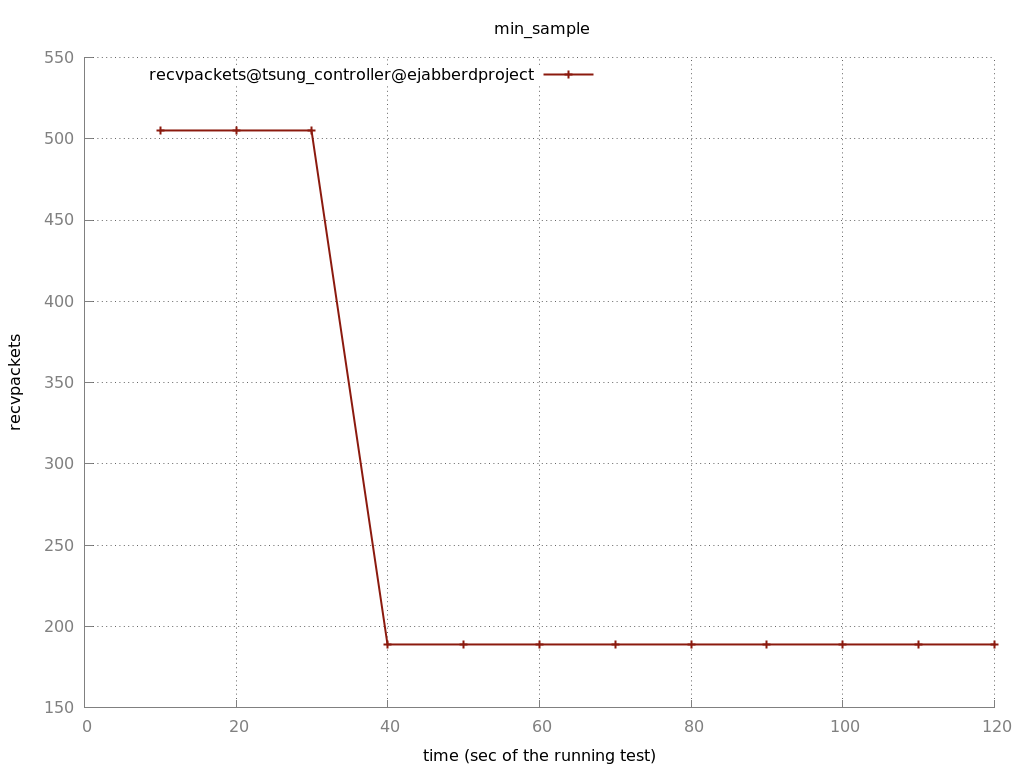 min_sample
550
recvpackets@tsung_controller@ejabberdproject
500
450
400
350
300
250
200
150
recvpackets
0 20 40 60 80 100 120
time (sec of the running test)